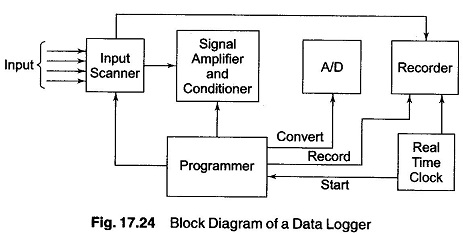 Input
Input
Scanner
Signal
Amplifier
and
Conditioner
A/D
Recorder
Programmer
Convert
Record
Start
Real
Time
Clock
Fig. 17.24 Block Diagram of a Data Logger